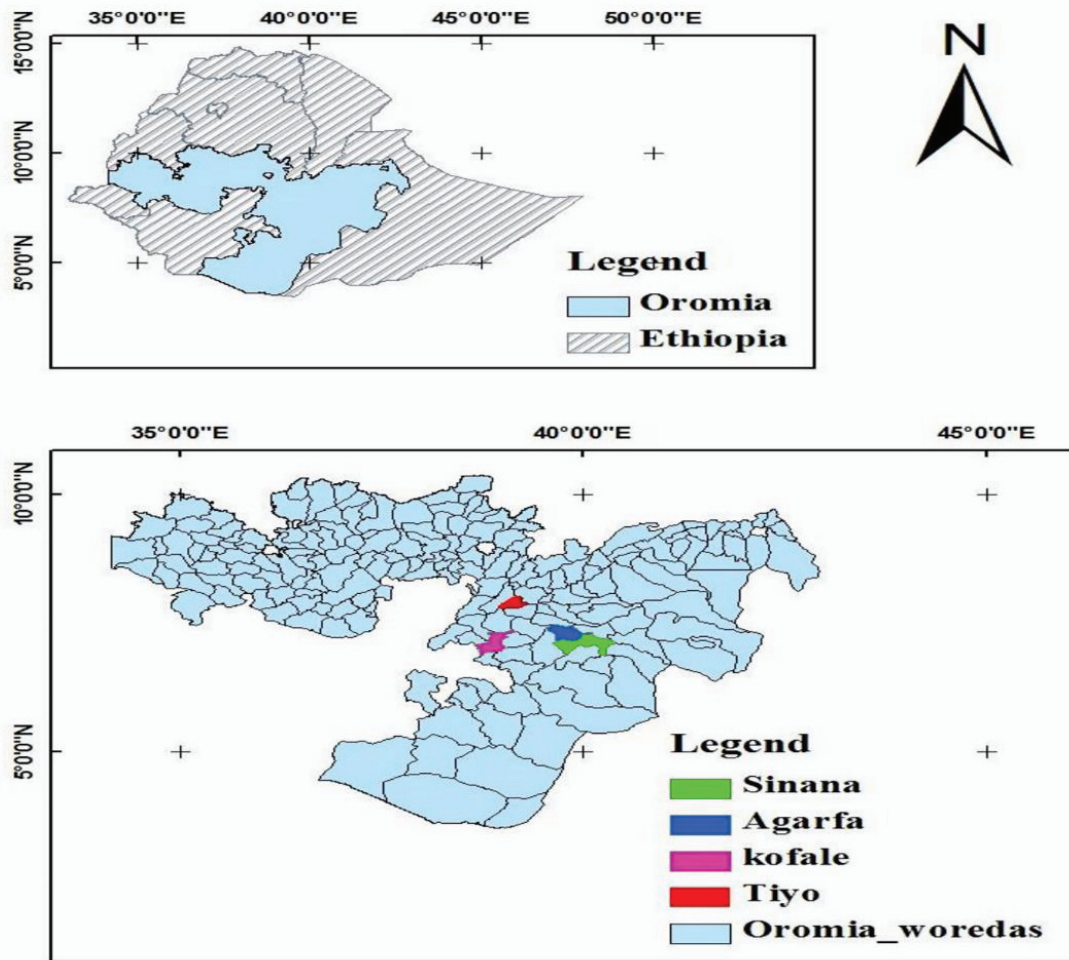 35°0'0"E 40°0'0"E 45°0'0"E 50°0'0"E
N
15°0'0"N
10°0'0"N
5°0'0"N
Legend
Oromia
Ethiopia
35°0'0"E 40°0'0"E 45°0'0"E
10°0'0"N
5°0'0"N
Legend
Sinana
Agarfa
kofale
Tiyo
Oromia_woredas